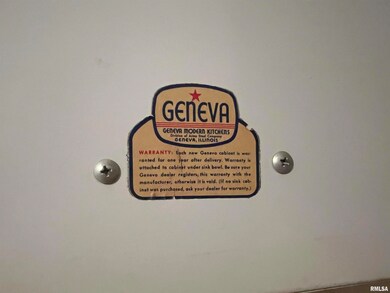 GENEVA
GENEVA MODERN KITCHENS
Division of Acme Steel Company
GENEVA, ILLINOIS
WARRANTY: Each new Geneva cabinet is war-
ranted for one year after delivery. Warranty is
attached to cabinet under sink bowl. Be sure your
Geneva dealer registers this warranty with the
manufacturer, otherwise it is void. (If no sink cab-
inet was purchased, ask your dealer for warranty.)
RMLSA